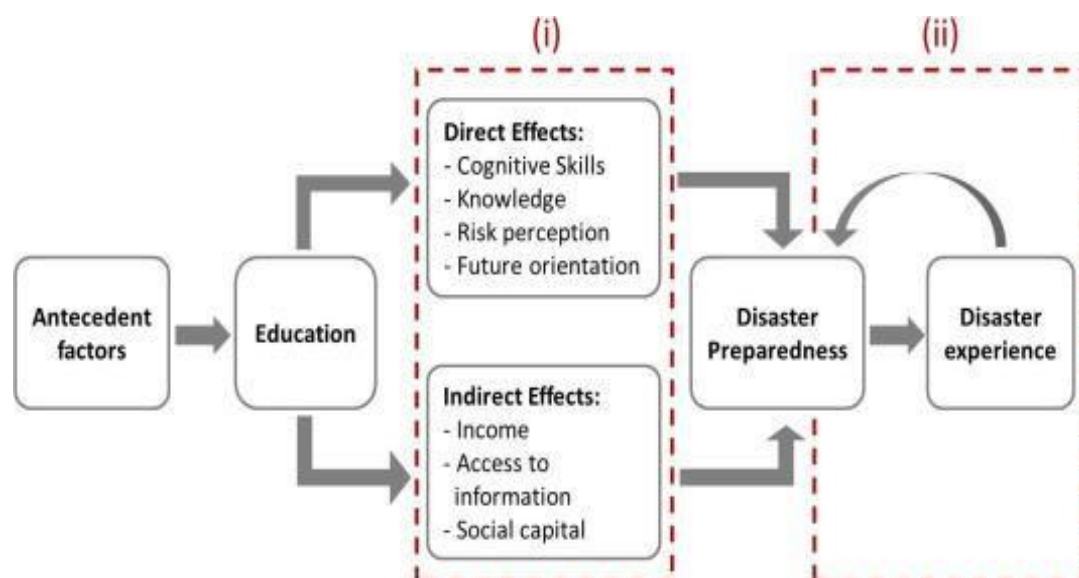 (i)
(ii)
Antecedent
factors
Education
Direct Effects:
- Cognitive Skills
- Knowledge
- Risk perception
- Future orientation
Indirect Effects:
- Income
- Access to
information
- Social capital
Disaster
Preparedness
Disaster
experience